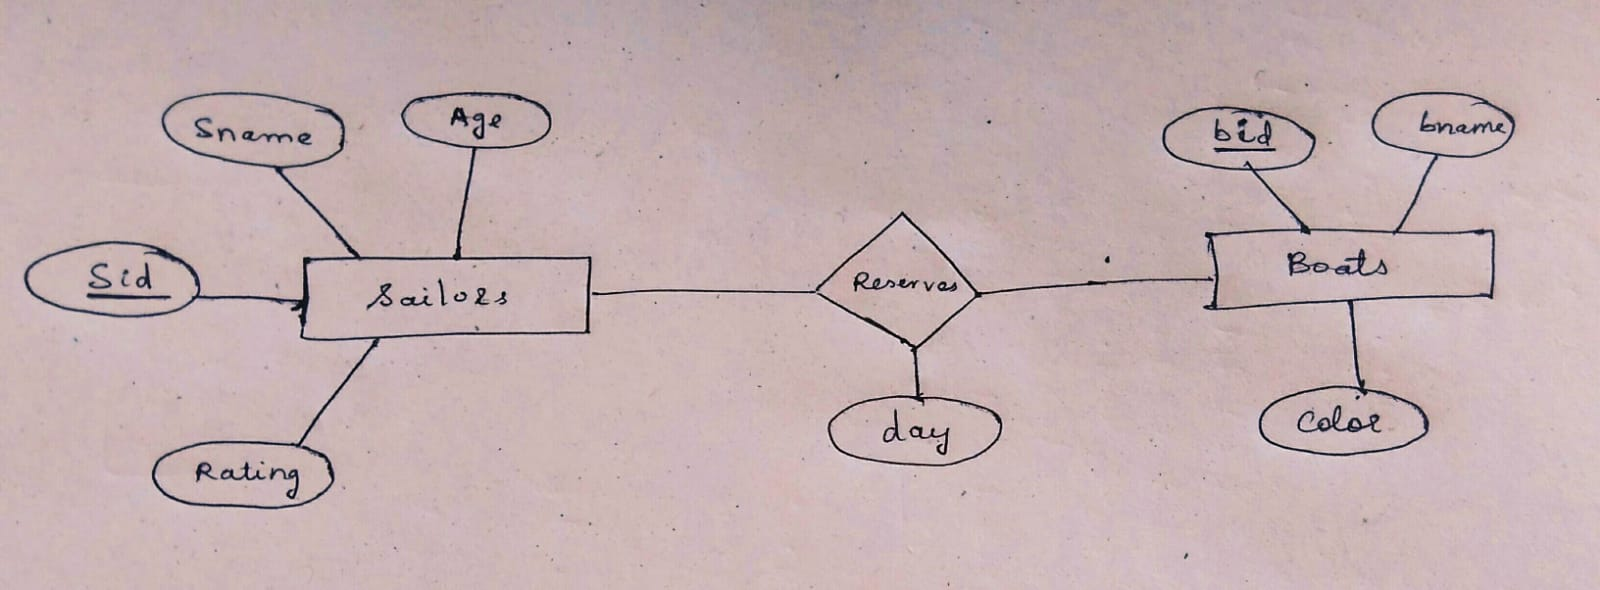 Sname
Age
bid
bname
Sid
Sailors
Reserves
Boats
Rating
day
Color